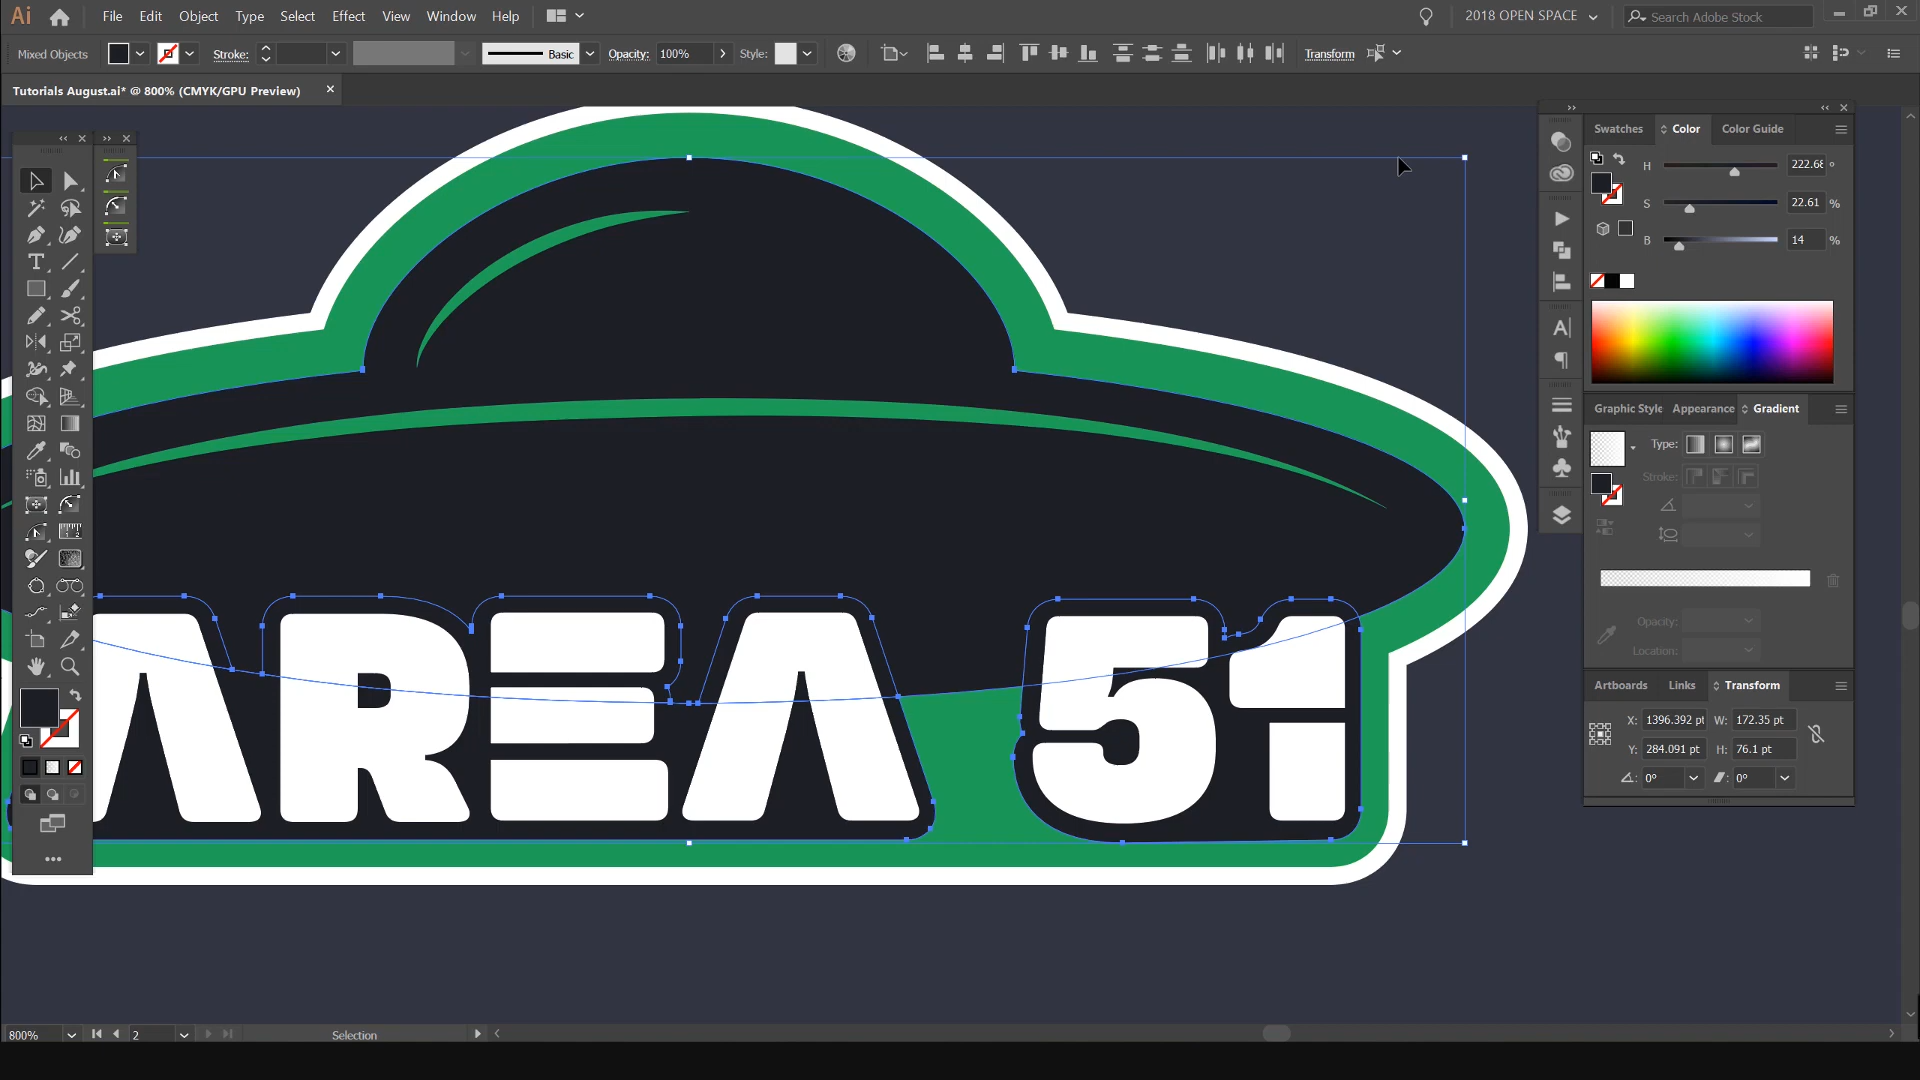 Ai File Edit Object Type Select Effect View Window Help 2018 OPEN SPACE Search Adobe Stock
Mixed Objects Stroke: Basic Opacity: 100% Style: Transform
Tutorials August.ai* @ 800% (CMYK/GPU Preview)
Swatches Color Color Guide
H 222.68 °
S 22.61 %
B 14 %
Graphic Style Appearance Gradient
Type:
Stroke:
Opacity:
Location:
Artboards Links Transform
X: 1396.392 pt W: 172.35 pt
Y: 284.091 pt H: 76.1 pt
0° 0°
AREA 51
800% 2 Selection